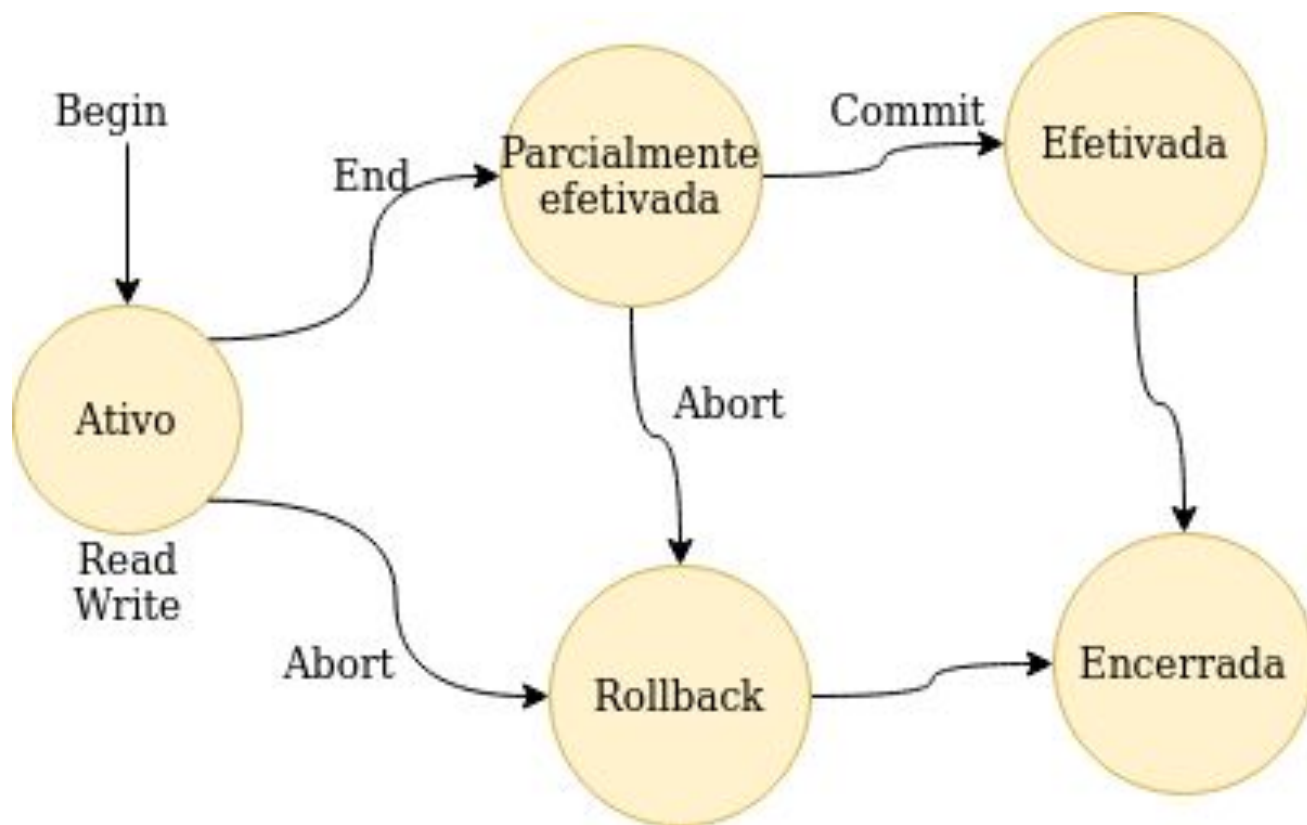 Begin
End
Parcialmente
efetivada
Commit
Efetivada
Ativo
Read
Write
Abort
Abort
Rollback
Encerrada